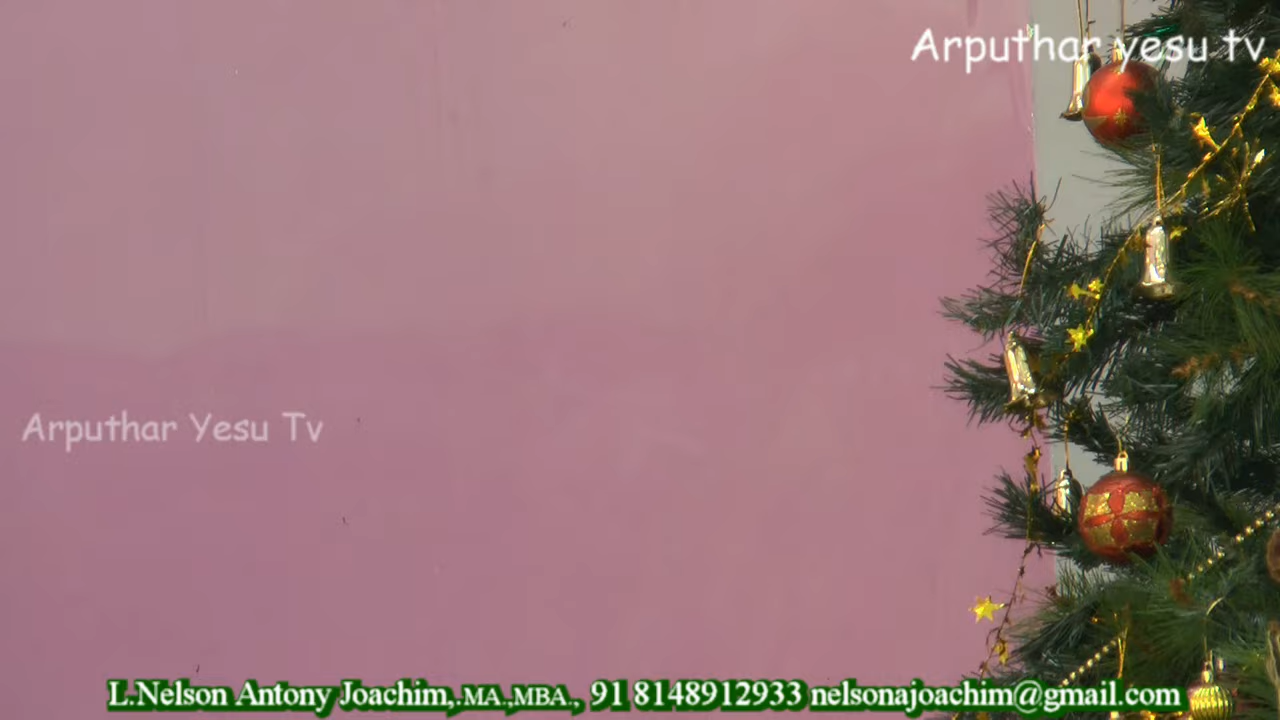 Arputhar yesu tv
Arputhar Yesu Tv
L.Nelson Antony Joachim,.MA.,MBA., 91 8148912933 nelsonajoachim@gmail.com